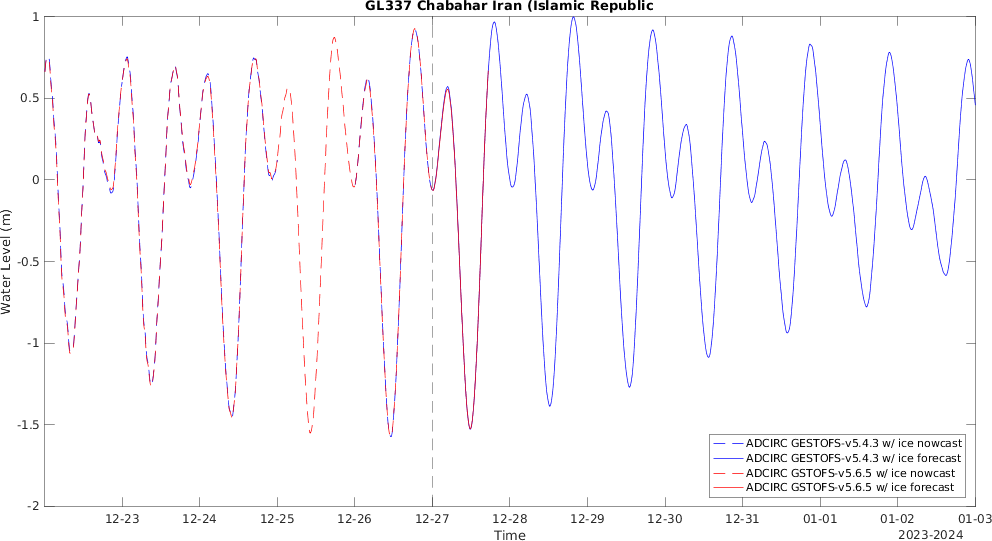 GL337 Chabahar Iran (Islamic Republic
1
0.5
0
-0.5
-1
-1.5
-2
Water Level (m)
ADCIRC GESTOFS-v5.4.3 w/ ice nowcast
ADCIRC GESTOFS-v5.4.3 w/ ice forecast
ADCIRC GSTOFS-v5.6.5 w/ ice nowcast
ADCIRC GSTOFS-v5.6.5 w/ ice forecast
12-23 12-24 12-25 12-26 12-27 12-28 12-29 12-30 12-31 01-01 01-02 01-03
Time
2023-2024